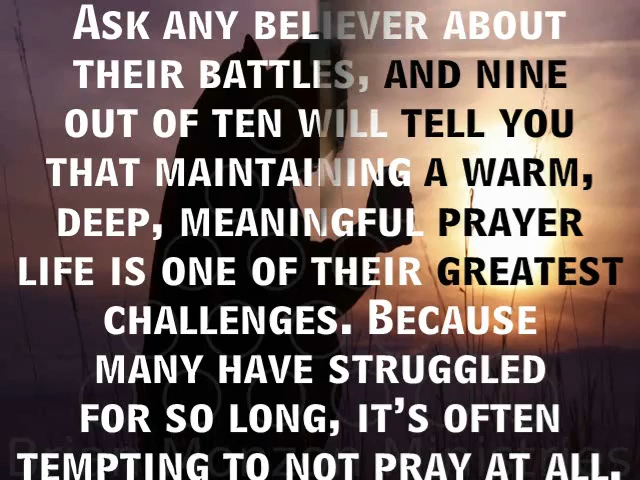 ASK ANY BELIEVER ABOUT
THEIR BATTLES, AND NINE
OUT OF TEN WILL TELL YOU
THAT MAINTAINING A WARM,
DEEP, MEANINGFUL PRAYER
LIFE IS ONE OF THEIR GREATEST
CHALLENGES. BECAUSE
MANY HAVE STRUGGLED
FOR SO LONG, IT’S OFTEN
TEMPTING TO NOT PRAY AT ALL.